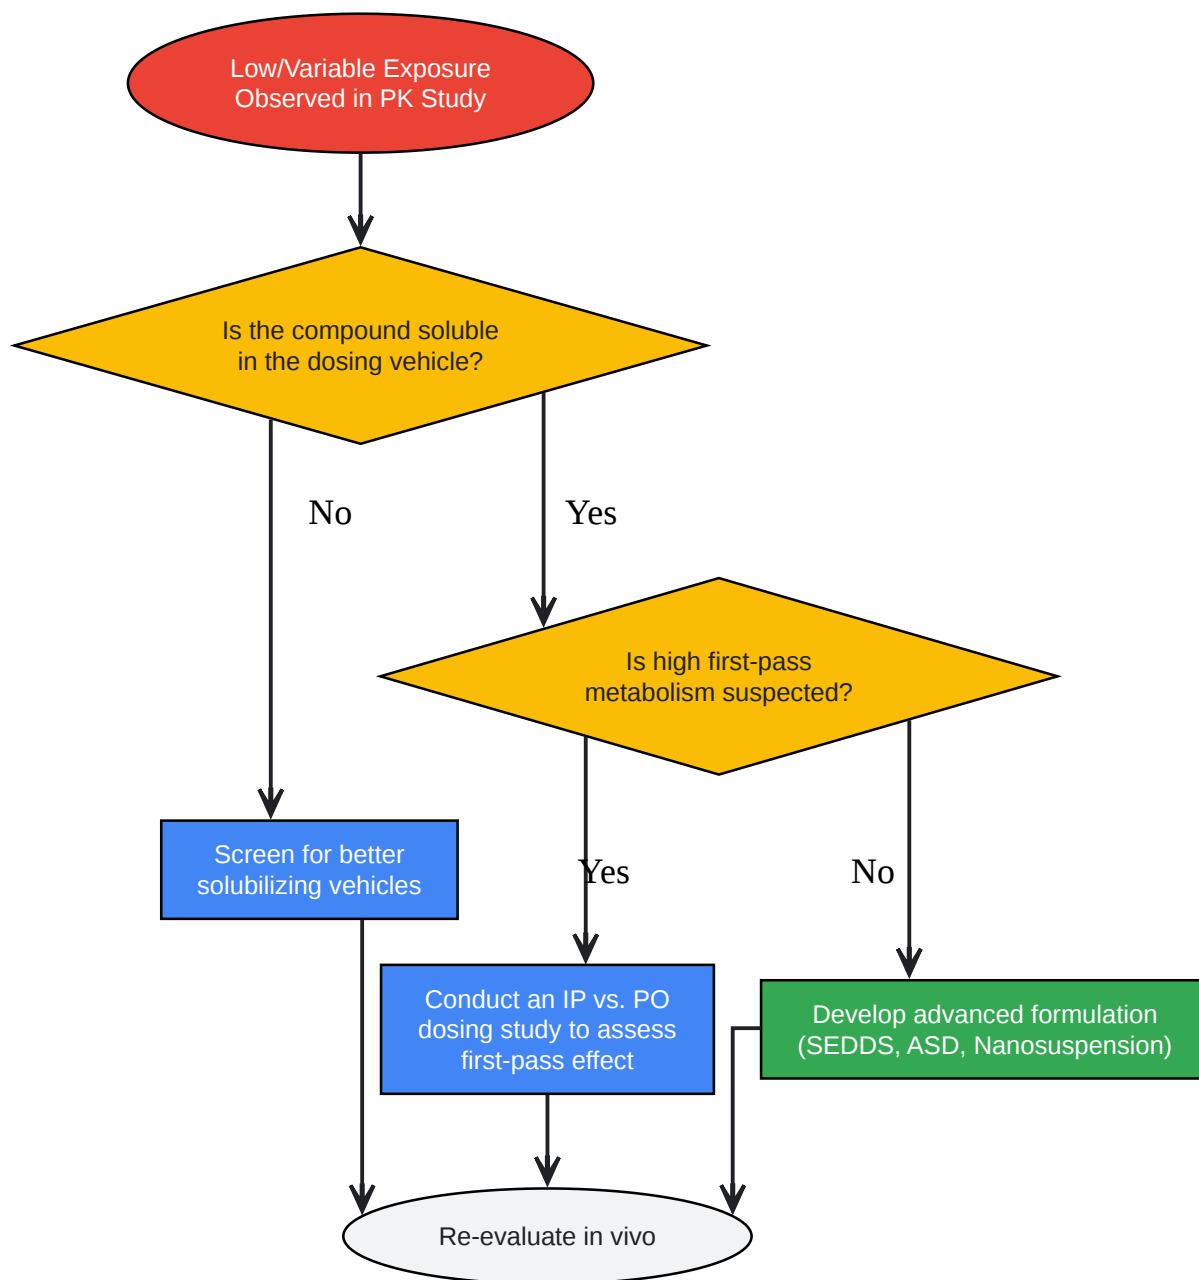 Low/Variable Exposure
Observed in PK Study
Is the compound soluble
in the dosing vehicle?
No
Yes
Is high first-pass
metabolism suspected?
Screen for better
solubilizing vehicles
Yes
No
Conduct an IP vs. PO
dosing study to assess
first-pass effect
Develop advanced formulation
(SEDDS, ASD, Nanosuspension)
Re-evaluate in vivo